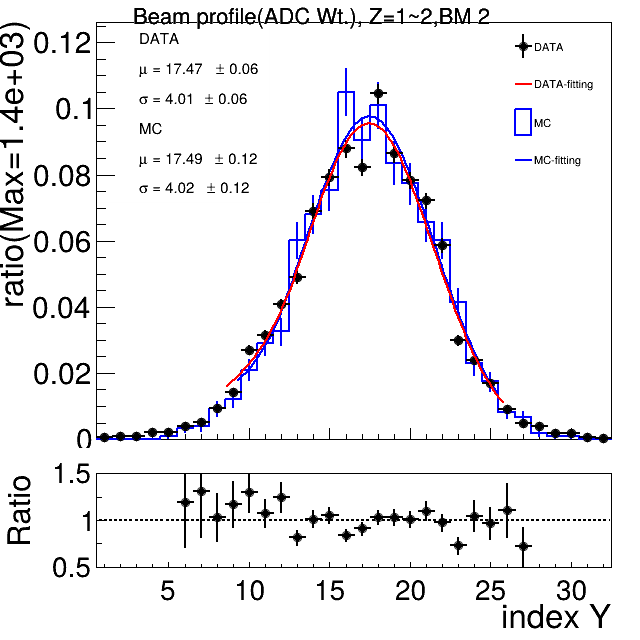 Beam profile(ADC Wt.), Z=1~2,BM 2
ratio(Max=1.4e+03)
0.12
0.1
0.08
0.06
0.04
0.02
0
DATA
μ = 17.47 ± 0.06
σ = 4.01 ± 0.06
MC
μ = 17.49 ± 0.12
σ = 4.02 ± 0.12
DATA
DATA-fitting
MC
MC-fitting
Ratio
1.5
1
0.5
5 10 15 20 25 30
index Y